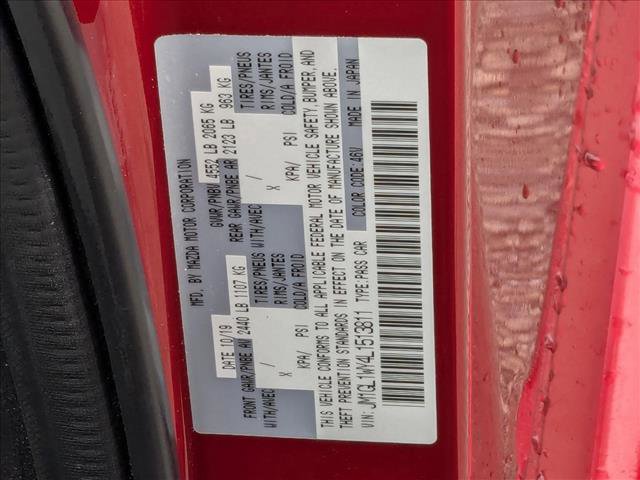 MFD. BY MAZDA MOTOR CORPORATION
DATE 10/19 GVWR/PNBV 4552 LB 2065 KG
FRONT GAWR/PNBE AV 2440 LB 1107 KG REAR GAWR/PNBE AR 2123 LB 963 KG
WITH/AVEC TIRES/PNEUS WITH/AVEC TIRES/PNEUS
X RIMS/JANTES X RIMS/JANTES
KPA/ PSI COLD/A FROID KPA/ PSI COLD/A FROID
THIS VEHICLE CONFORMS TO ALL APPLICABLE FEDERAL MOTOR VEHICLE SAFETY, BUMPER, AND
THEFT PREVENTION STANDARDS IN EFFECT ON THE DATE OF MANUFACTURE SHOWN ABOVE.
VIN: JM1GL1WY4L1513811 TYPE: PASS CAR COLOR CODE: 46V MADE IN JAPAN